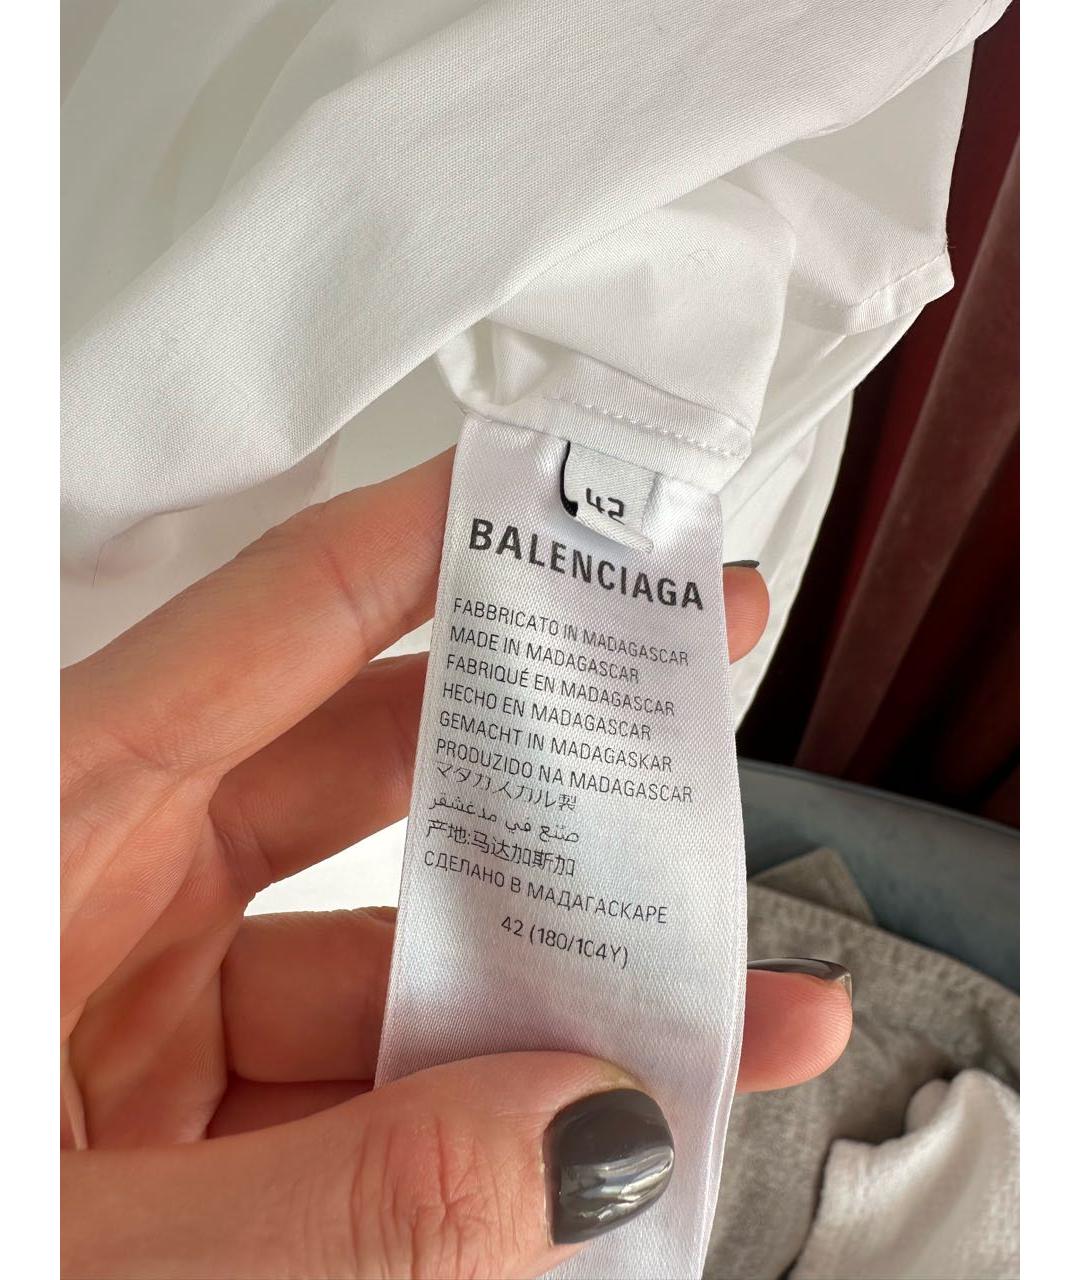 42
BALENCIAGA
FABBRICATO IN MADAGASCAR
MADE IN MADAGASCAR
FABRIQUÉ EN MADAGASCAR
HECHO EN MADAGASCAR
GEMACHT IN MADAGASKAR
PRODUZIDO NA MADAGASCAR
マタガスカル製
صنع في مدغشقر
产地:马达加斯加
СДЕЛАНО В МАДАГАСКАРЕ
42 (180/104Y)